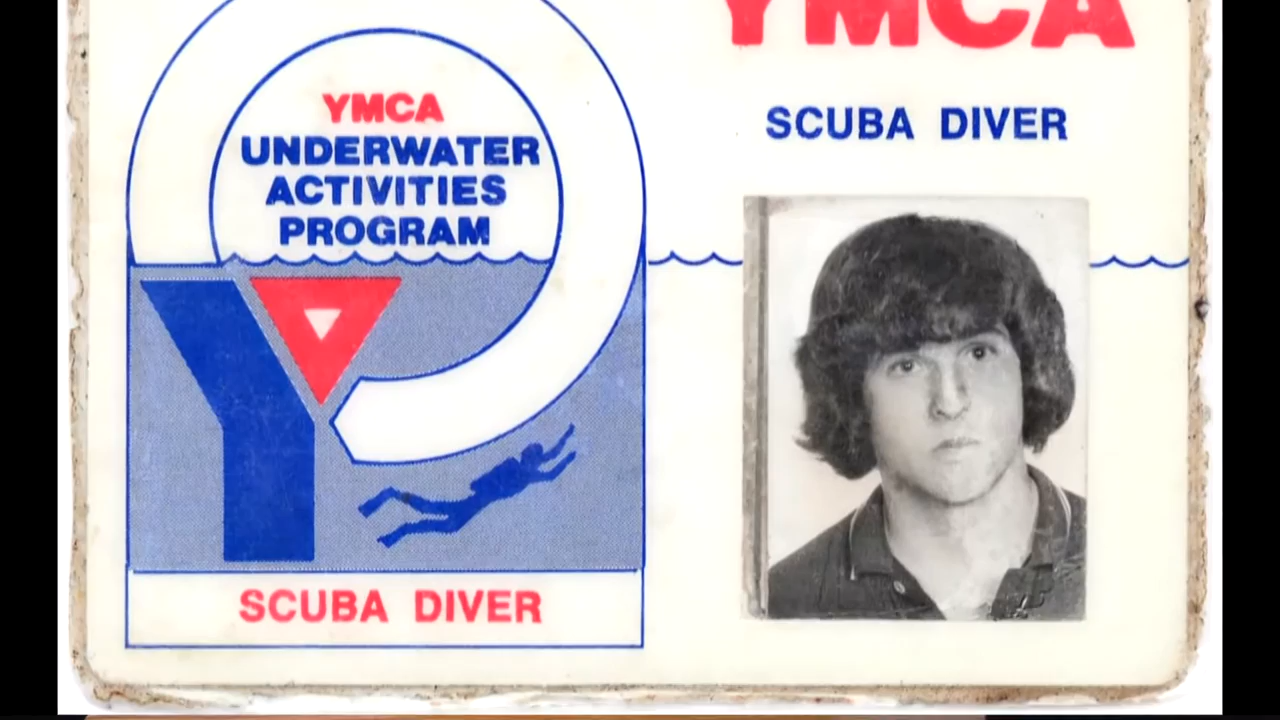 YMCA
UNDERWATER
ACTIVITIES
PROGRAM
SCUBA DIVER
YMCA
SCUBA DIVER